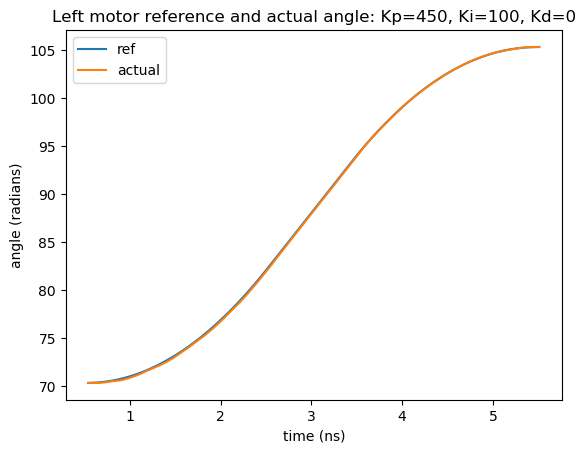 Left motor reference and actual angle: Kp=450, Ki=100, Kd=0
ref
actual
105
100
95
90
85
80
75
70
angle (radians)
1 2 3 4 5
time (ns)